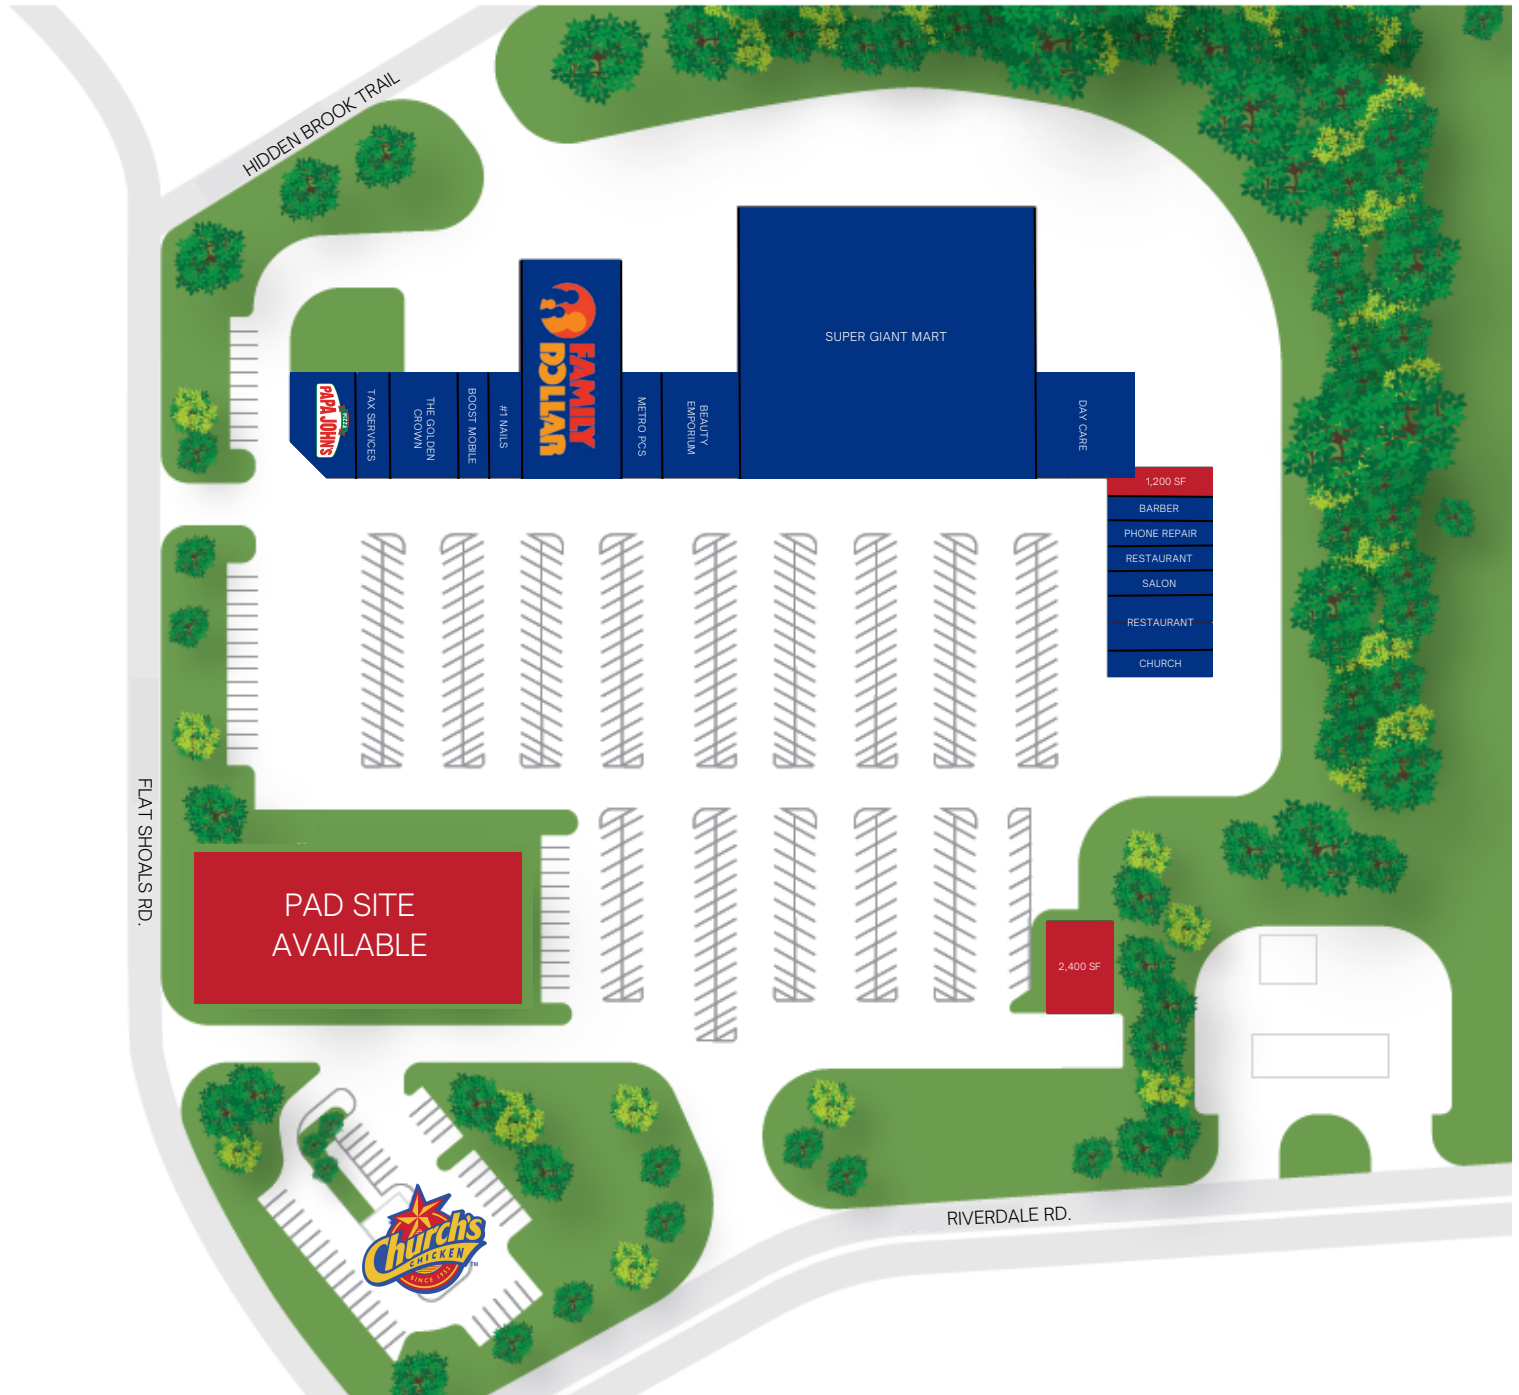 HIDDEN BROOK TRAIL
SUPER GIANT MART
FAMILY
DOLLAR
PIZZA
PAPA JOHN'S
TAX SERVICES
THE GOLDEN
CROWN
BOOST MOBILE
#1 NAILS
METRO PCS
BEAUTY
EMPORIUM
DAY CARE
1,200 SF
BARBER
PHONE REPAIR
RESTAURANT
SALON
RESTAURANT
CHURCH
FLAT SHOALS RD.
PAD SITE
AVAILABLE
2,400 SF
Church's
CHICKEN
TM
SINCE 1952
RIVERDALE RD.